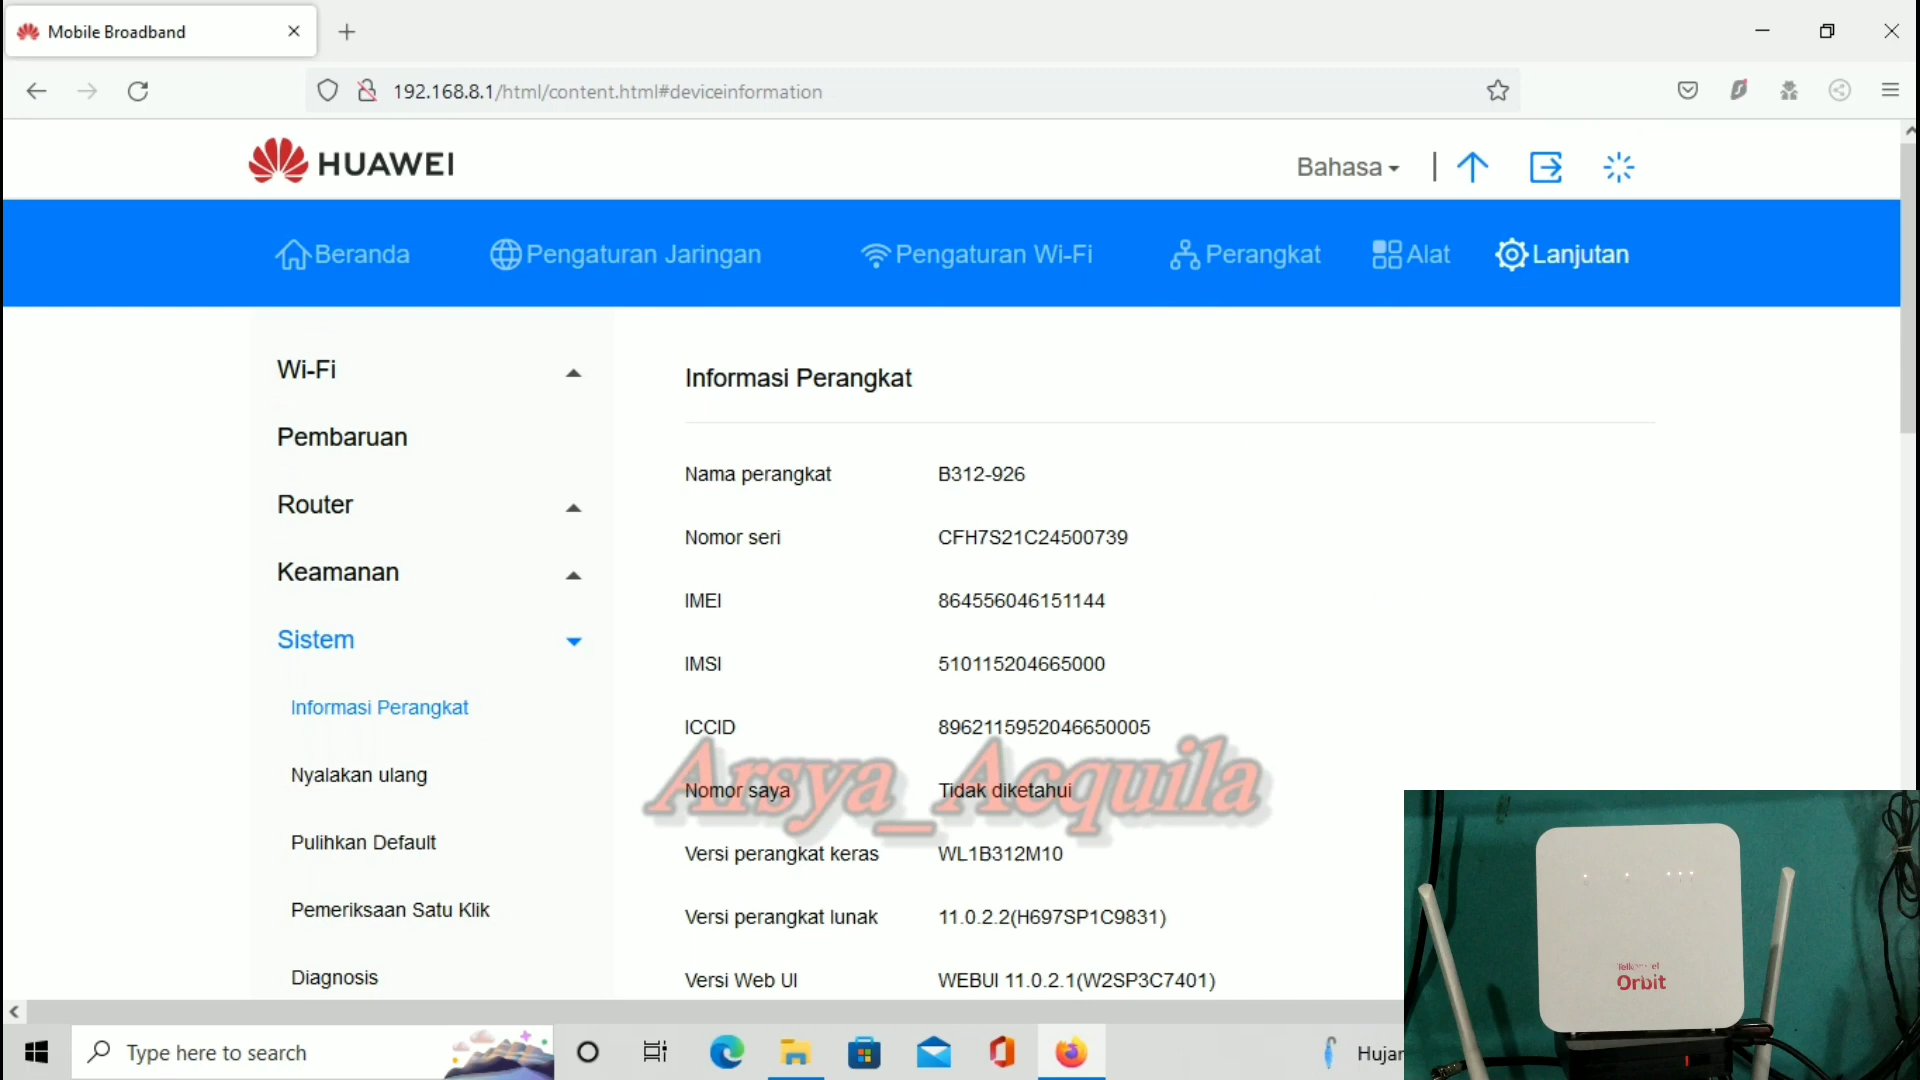 Mobile Broadband
192.168.8.1/html/content.html#deviceinformation
HUAWEI
Bahasa
Beranda
Pengaturan Jaringan
Pengaturan Wi-Fi
Perangkat
Alat
Lanjutan
Wi-Fi
Pembaruan
Router
Keamanan
Sistem
Informasi Perangkat
Nyalakan ulang
Pulihkan Default
Pemeriksaan Satu Klik
Diagnosis
Informasi Perangkat
Nama perangkat B312-926
Nomor seri CFH7S21C24500739
IMEI 864556046151144
IMSI 510115204665000
ICCID 8962115952046650005
Nomor saya Tidak diketahui
Arsya_Acquila
Versi perangkat keras WL1B312M10
Versi perangkat lunak 11.0.2.2(H697SP1C9831)
Versi Web UI WEBUI 11.0.2.1(W2SP3C7401)
Orbit
Type here to search